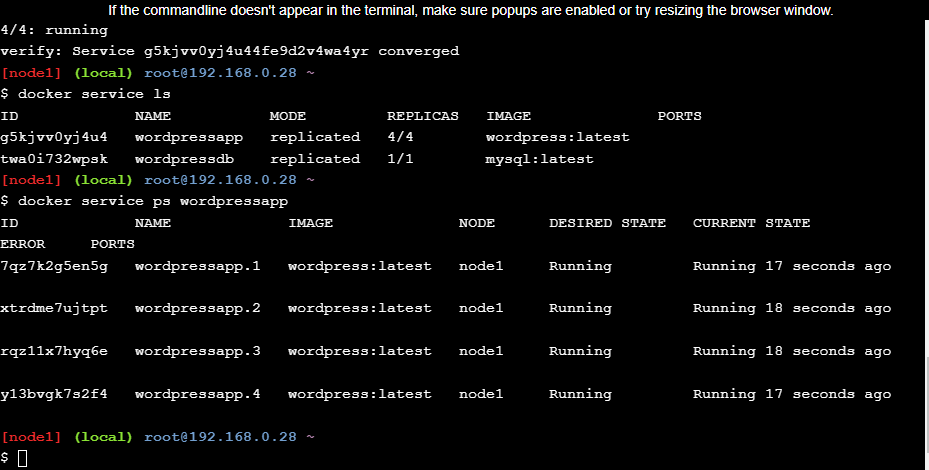 If the commandline doesn't appear in the terminal, make sure popups are enabled or try resizing the browser window.
4/4: running
verify: Service g5kjvv0yj4u44fe9d2v4wa4yr converged
[node1] (local) root@192.168.0.28 ~
$ docker service ls
ID             NAME           MODE         REPLICAS   IMAGE              PORTS
g5kjvv0yj4u4   wordpressapp   replicated   4/4        wordpress:latest
twa0i732wpsk   wordpressdb    replicated   1/1        mysql:latest
[node1] (local) root@192.168.0.28 ~
$ docker service ps wordpressapp
ID             NAME             IMAGE              NODE      DESIRED STATE   CURRENT STATE
ERROR     PORTS
7qz7k2g5en5g   wordpressapp.1   wordpress:latest   node1     Running         Running 17 seconds ago
xtrdme7ujtpt   wordpressapp.2   wordpress:latest   node1     Running         Running 18 seconds ago
rqz11x7hyq6e   wordpressapp.3   wordpress:latest   node1     Running         Running 18 seconds ago
y13bvgk7s2f4   wordpressapp.4   wordpress:latest   node1     Running         Running 17 seconds ago
[node1] (local) root@192.168.0.28 ~
$